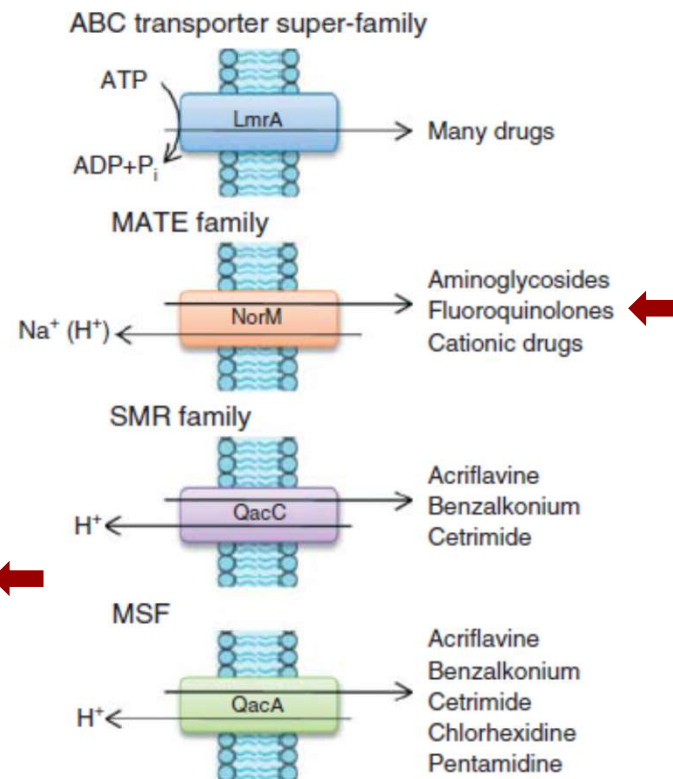 ABC transporter super-family
ATP
LmrA
Many drugs
ADP+Pi
MATE family
Aminoglycosides
NorM
Fluoroquinolones
Na+ (H+)
Cationic drugs
SMR family
Acriflavine
QacC
Benzalkonium
H+
Cetrimide
MSF
Acriflavine
Benzalkonium
QacA
Cetrimide
H+
Chlorhexidine
Pentamidine